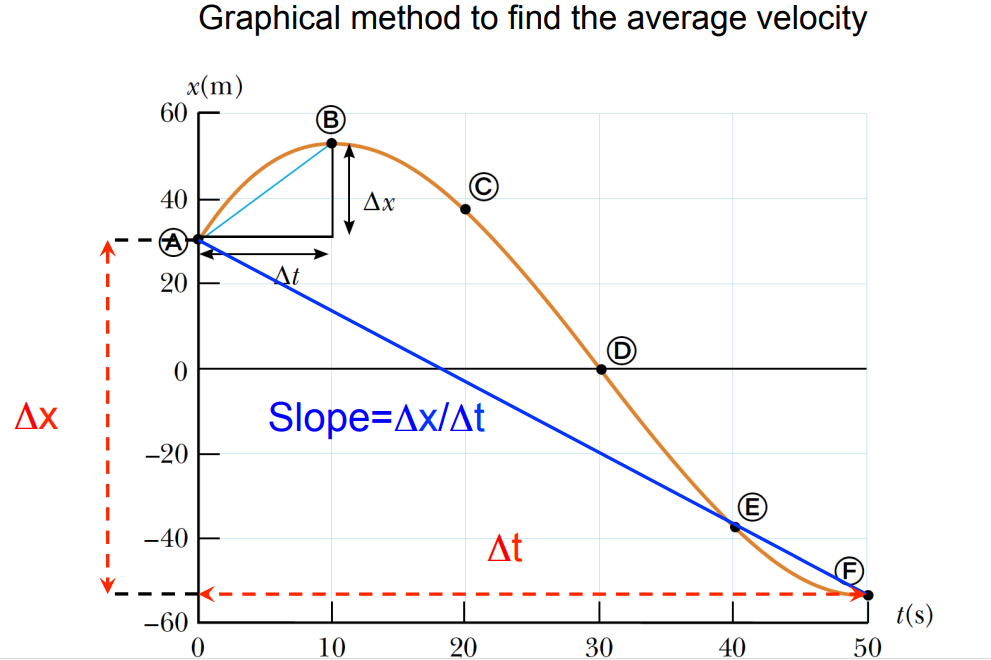 Graphical method to find the average velocity
x(m)
60
B
C
40
Δx
A
Δt
20
D
0
Δx
Slope=Δx/Δt
−20
E
−40
Δt
F
−60
t(s)
0 10 20 30 40 50